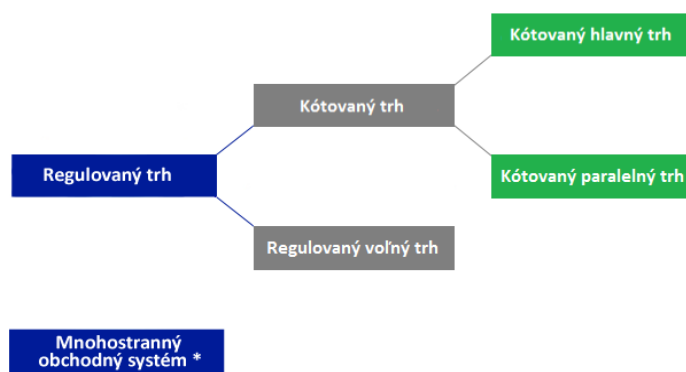 Kótovaný hlavný trh
Kótovaný trh
Regulovaný trh
Kótovaný paralelný trh
Regulovaný voľný trh
Mnohostranný
obchodný systém *